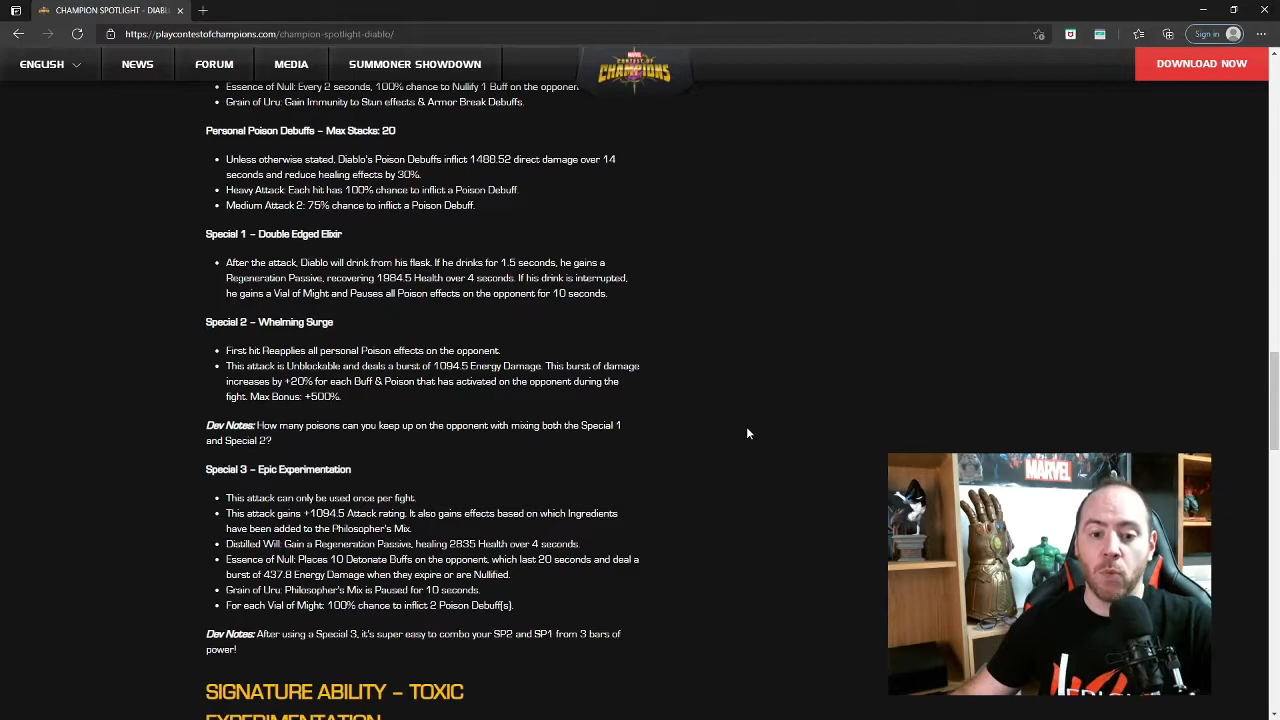 CHAMPION SPOTLIGHT - DIABL
https://playcontestofchampions.com/champion-spotlight-diablo/
Sign in
ENGLISH NEWS FORUM MEDIA SUMMONER SHOWDOWN
MARVEL
CONTEST OF
CHAMPIONS
DOWNLOAD NOW
Essence of Null: Every 2 seconds, 100% chance to Nullify 1 Buff on the opponen
Grain of Uru: Gain Immunity to Stun effects & Armor Break Debuffs.
Personal Poison Debuffs – Max Stacks: 20
Unless otherwise stated, Diablo's Poison Debuffs inflict 1488.52 direct damage over 14
seconds and reduce healing effects by 30%.
Heavy Attack: Each hit has 100% chance to inflict a Poison Debuff.
Medium Attack 2: 75% chance to inflict a Poison Debuff.
Special 1 – Double Edged Elixir
After the attack, Diablo will drink from his flask. If he drinks for 1.5 seconds, he gains a
Regeneration Passive, recovering 1984.5 Health over 4 seconds. If his drink is interrupted,
he gains a Vial of Might and Pauses all Poison effects on the opponent for 10 seconds.
Special 2 – Whelming Surge
First hit Reapplies all personal Poison effects on the opponent.
This attack is Unblockable and deals a burst of 1094.5 Energy Damage. This burst of damage
increases by +20% for each Buff & Poison that has activated on the opponent during the
fight. Max Bonus: +500%.
Dev Notes: How many poisons can you keep up on the opponent with mixing both the Special 1
and Special 2?
Special 3 – Epic Experimentation
This attack can only be used once per fight.
This attack gains +1094.5 Attack rating. It also gains effects based on which Ingredients
have been added to the Philosopher's Mix.
Distilled Will: Gain a Regeneration Passive, healing 2835 Health over 4 seconds.
Essence of Null: Places 10 Detonate Buffs on the opponent, which last 20 seconds and deal a
burst of 437.8 Energy Damage when they expire or are Nullified.
Grain of Uru: Philosopher's Mix is Paused for 10 seconds.
For each Vial of Might: 100% chance to inflict 2 Poison Debuff(s).
Dev Notes: After using a Special 3, it's super easy to combo your SP2 and SP1 from 3 bars of
power!
SIGNATURE ABILITY – TOXIC
EXPERIMENTATION
MARVEL